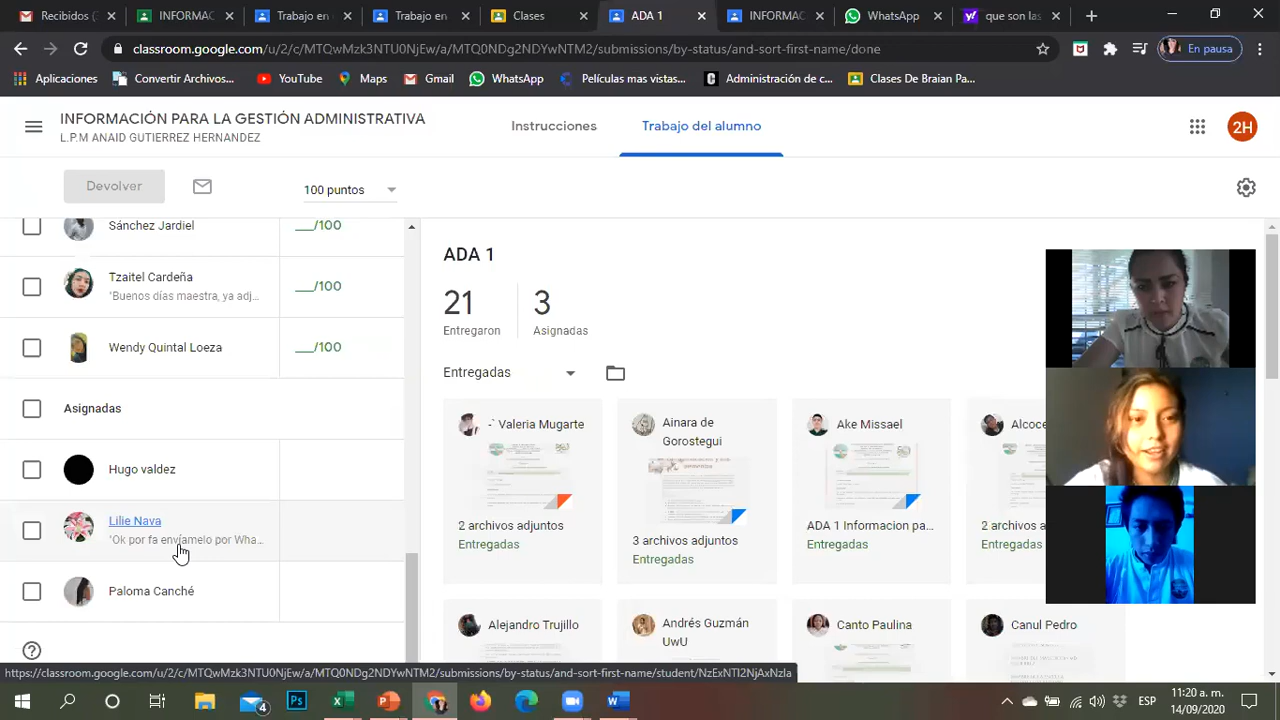 Recibidos (
INFORMAC
Trabajo en
Trabajo en
Clases
ADA 1
INFORMAC
WhatsApp
que son las
classroom.google.com/u/2/c/MTQwMzk3NTU0NjEw/a/MTQ0NDg2NDYwNTM2/submissions/by-status/and-sort-first-name/done
En pausa
Aplicaciones
Convertir Archivos...
YouTube
Maps
Gmail
WhatsApp
Películas mas vistas...
Administración de c...
Clases De Braian Pa...
INFORMACIÓN PARA LA GESTIÓN ADMINISTRATIVA
L.P.M ANAID GUTIERREZ HERNANDEZ
Instrucciones
Trabajo del alumno
2H
Devolver
100 puntos
Sánchez Jardiel
__/100
Tzaitel Cardeña
"Buenos días maestra, ya adj...
__/100
Wendy Quintal Loeza
__/100
Asignadas
Hugo valdez
Lilie Nava
"Ok por fa envíamelo por Wha...
Paloma Canché
ADA 1
21
Entregaron
3
Asignadas
Entregadas
Valeria Mugarte
2 archivos adjuntos
Entregadas
Ainara de
Gorostegui
3 archivos adjuntos
Entregadas
Ake Missael
ADA 1 Informacion pa...
Entregadas
Alcoce
2 archivos a
Entregadas
Alejandro Trujillo
Andrés Guzmán
UwU
Canto Paulina
Canul Pedro
https://classroom.google.com/u/2/c/MTQwMzk3NTU0NjEw/a/MTQ0NDg2NDYwNTM2/submissions/by-status/and-sort-first-name/student/NzExNTI2NjAxNzla
4
ESP
11:20 a. m.
14/09/2020